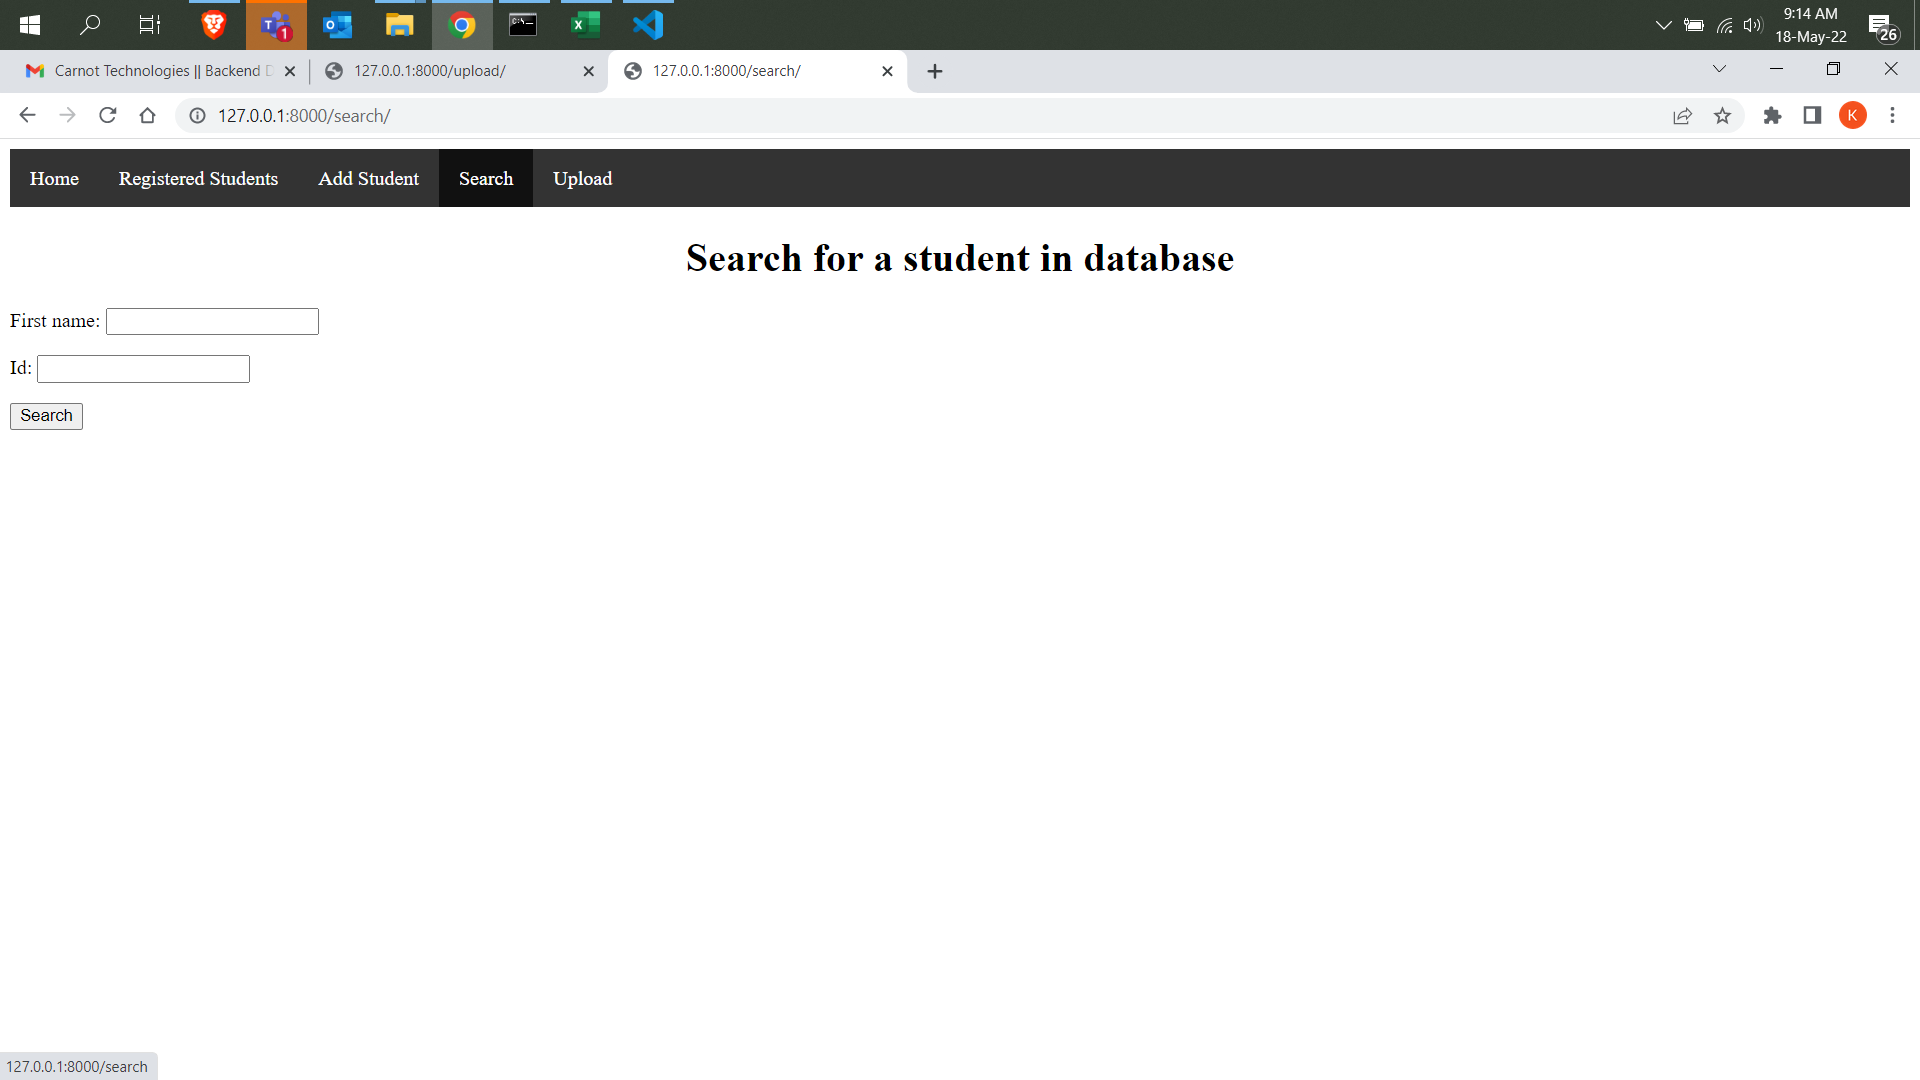 9:14 AM
18-May-22
26
1
Carnot Technologies || Backend D
127.0.0.1:8000/upload/
127.0.0.1:8000/search/
127.0.0.1:8000/search/
K
Home Registered Students Add Student Search Upload
Search for a student in database
First name:
Id:
Search
127.0.0.1:8000/search